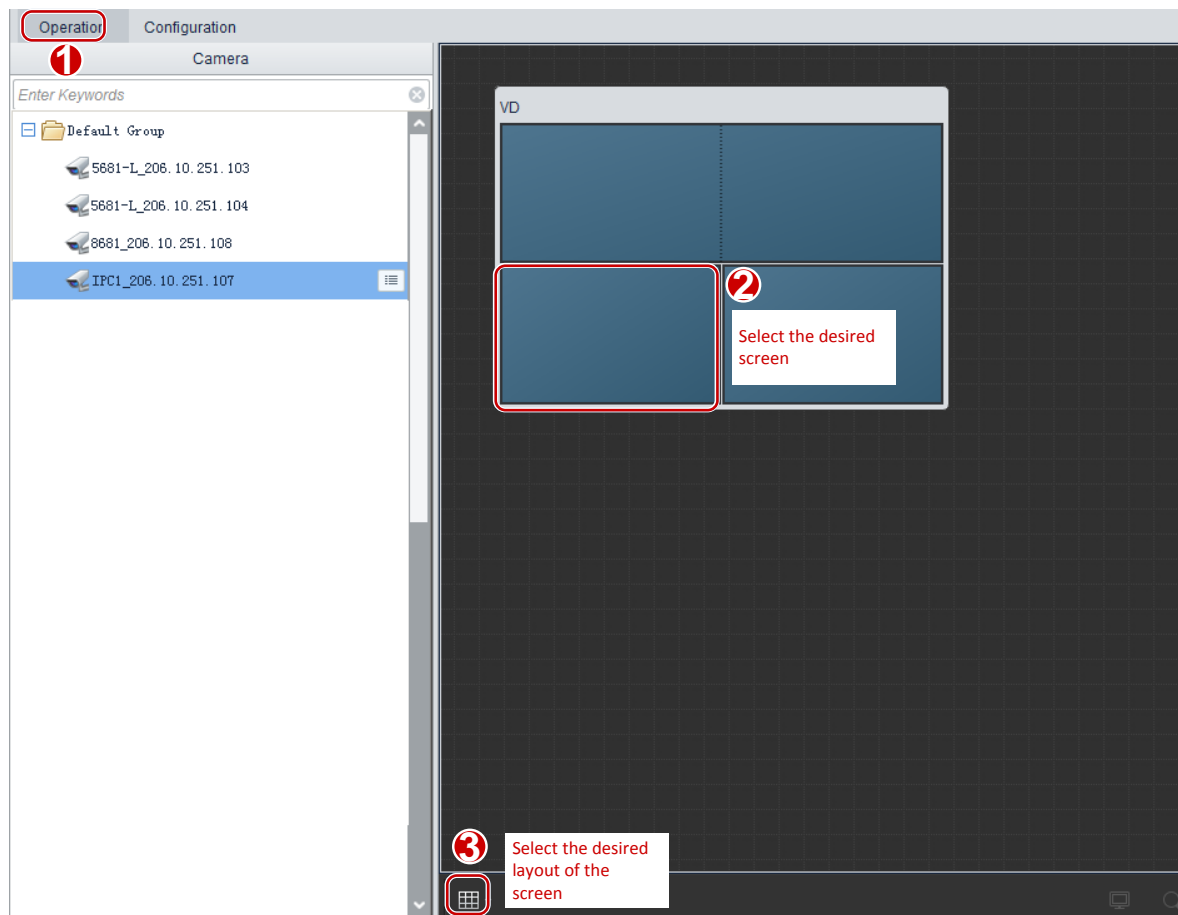 Operation
Configuration
1
Camera
Enter Keywords
Default Group
5681-L_206.10.251.103
5681-L_206.10.251.104
8681_206.10.251.108
IPC1_206.10.251.107
VD
2
Select the desired
screen
3
Select the desired
layout of the
screen